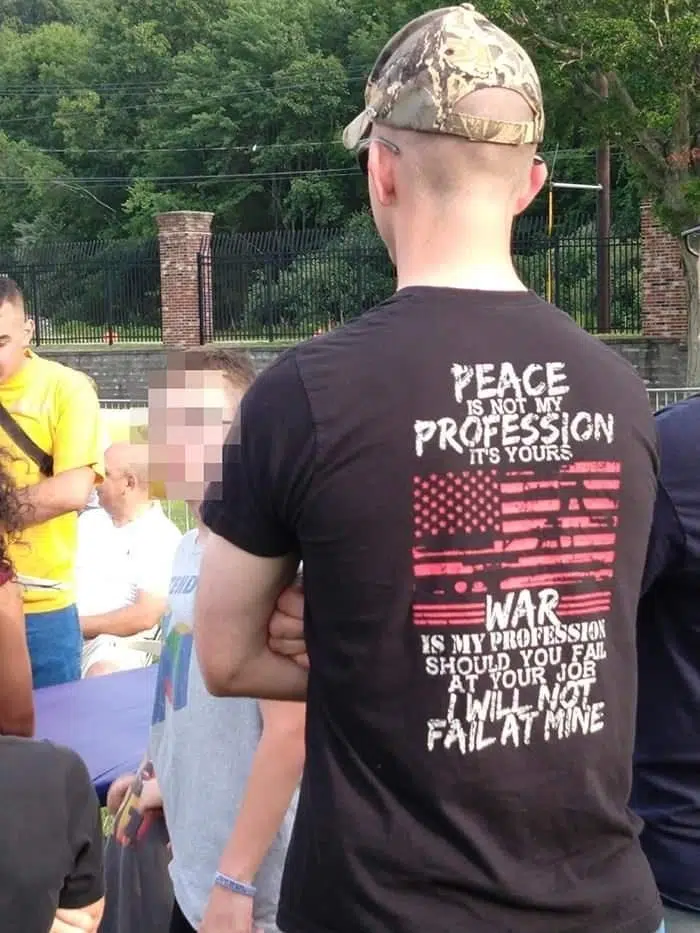 PEACE
IS NOT MY
PROFESSION
IT'S YOURS
WAR
IS MY PROFESSION
SHOULD YOU FAIL
AT YOUR JOB
I WILL NOT
FAIL AT MINE